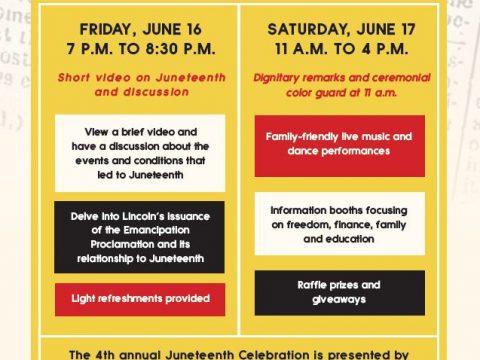 FRIDAY, JUNE 16
7 P.M. TO 8:30 P.M.
Short video on Juneteenth
and discussion
View a brief video and
have a discussion about the
events and conditions that
led to Juneteenth
Delve into Lincoln's issuance
of the Emancipation
Proclamation and its
relationship to Juneteenth
Light refreshments provided
SATURDAY, JUNE 17
11 A.M. TO 4 P.M.
Dignitary remarks and ceremonial
color guard at 11 a.m.
Family-friendly live music and
dance performances
Information booths focusing
on freedom, finance, family
and education
Raffle prizes and
giveaways
The 4th annual Juneteenth Celebration is presented by